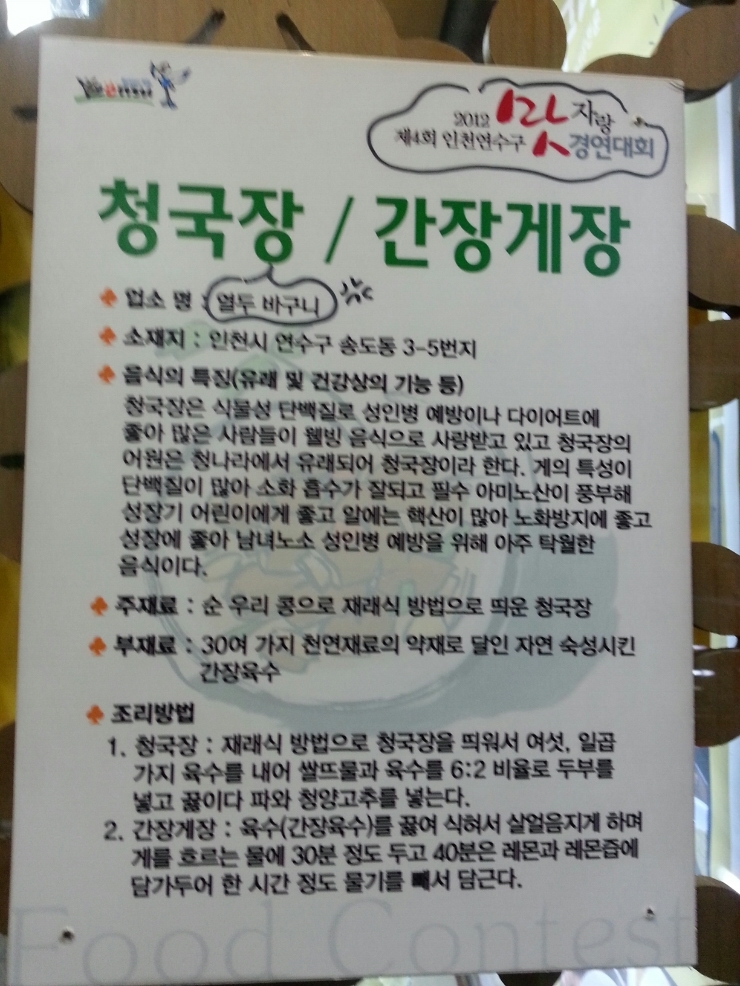 2012 맛 자랑
제4회 인천연수구 경연대회
청국장 / 간장게장
업소 명 : 열두 바구니
소재지 : 인천시 연수구 송도동 3-5번지
음식의 특징(유래 및 건강상의 기능 등)
청국장은 식물성 단백질로 성인병 예방이나 다이어트에
좋아 많은 사람들이 웰빙 음식으로 사랑받고 있고 청국장의
어원은 청나라에서 유래되어 청국장이라 한다. 게의 특성이
단백질이 많아 소화 흡수가 잘되고 필수 아미노산이 풍부해
성장기 어린이에게 좋고 알에는 핵산이 많아 노화방지에 좋고
성장에 좋아 남녀노소 성인병 예방을 위해 아주 탁월한
음식이다.
주재료 : 순 우리 콩으로 재래식 방법으로 띄운 청국장
부재료 : 30여 가지 천연재료의 약재로 달인 자연 숙성시킨
간장육수
조리방법
1. 청국장 : 재래식 방법으로 청국장을 띄워서 여섯, 일곱
가지 육수를 내어 쌀뜨물과 육수를 6:2 비율로 두부를
넣고 끓이다 파와 청양고추를 넣는다.
2. 간장게장 : 육수(간장육수)를 끓여 식혀서 살얼음지게 하며
게를 흐르는 물에 30분 정도 두고 40분은 레몬과 레몬즙에
담가두어 한 시간 정도 물기를 빼서 담근다.
Food Contest